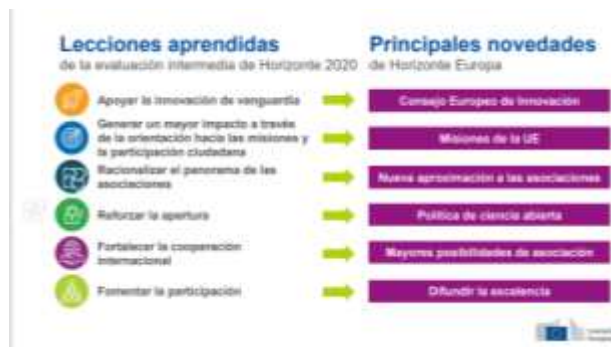 Lecciones aprendidas
de la evaluación intermedia de Horizonte 2020
Principales novedades
de Horizonte Europa
Apoyar la innovación de vanguardia
Consejo Europeo de Innovación
Generar un mayor impacto a través
de la orientación hacia las misiones y
la participación ciudadana
Misiones de la UE
Racionalizar el panorama de las
asociaciones
Nueva aproximación a las asociaciones
Reforzar la apertura
Política de ciencia abierta
Fortalecer la cooperación
internacional
Mayores posibilidades de asociación
Fomentar la participación
Difundir la excelencia